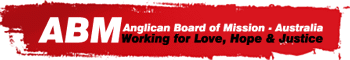 ABM Anglican Board of Mission - Australia
Working for Love, Hope & Justice